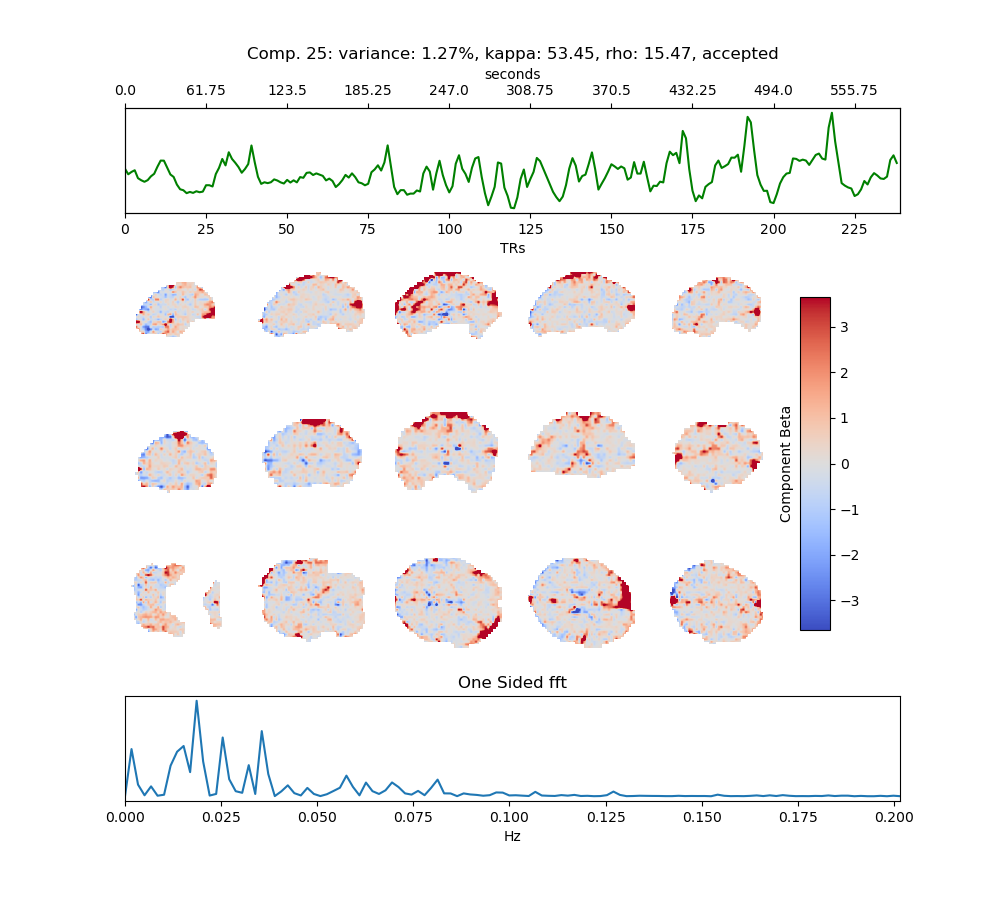 Comp. 25: variance: 1.27%, kappa: 53.45, rho: 15.47, accepted
seconds
0.0 61.75 123.5 185.25 247.0 308.75 370.5 432.25 494.0 555.75
0 25 50 75 100 125 150 175 200 225
TRs
3
2
1
0
−1
−2
−3
Component Beta
One Sided fft
0.000 0.025 0.050 0.075 0.100 0.125 0.150 0.175 0.200
Hz